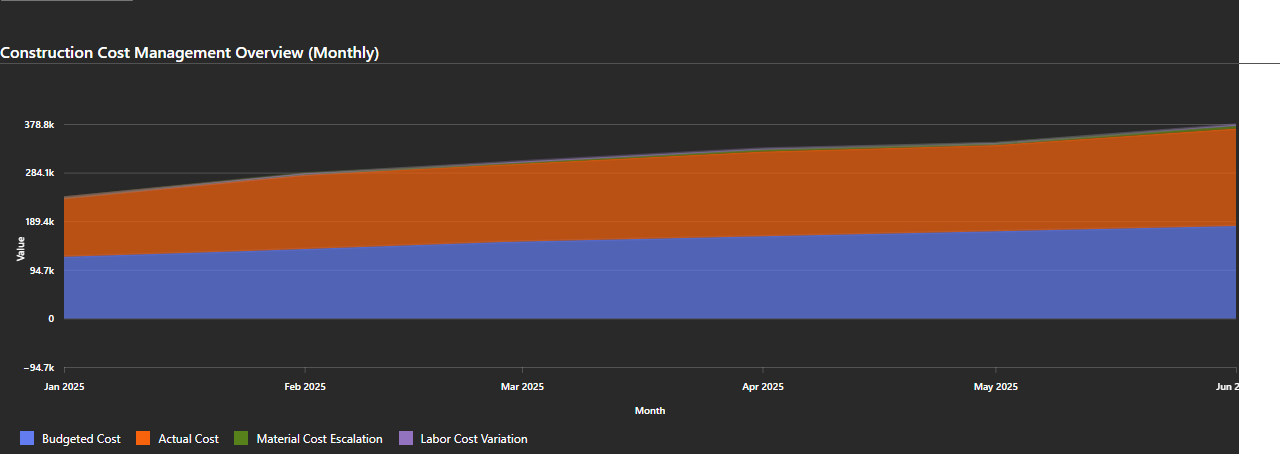 Construction Cost Management Overview (Monthly)
378.8k
284.1k
189.4k
94.7k
0
−94.7k
Value
Jan 2025 Feb 2025 Mar 2025 Apr 2025 May 2025 Jun 2
Month
Budgeted Cost Actual Cost Material Cost Escalation Labor Cost Variation